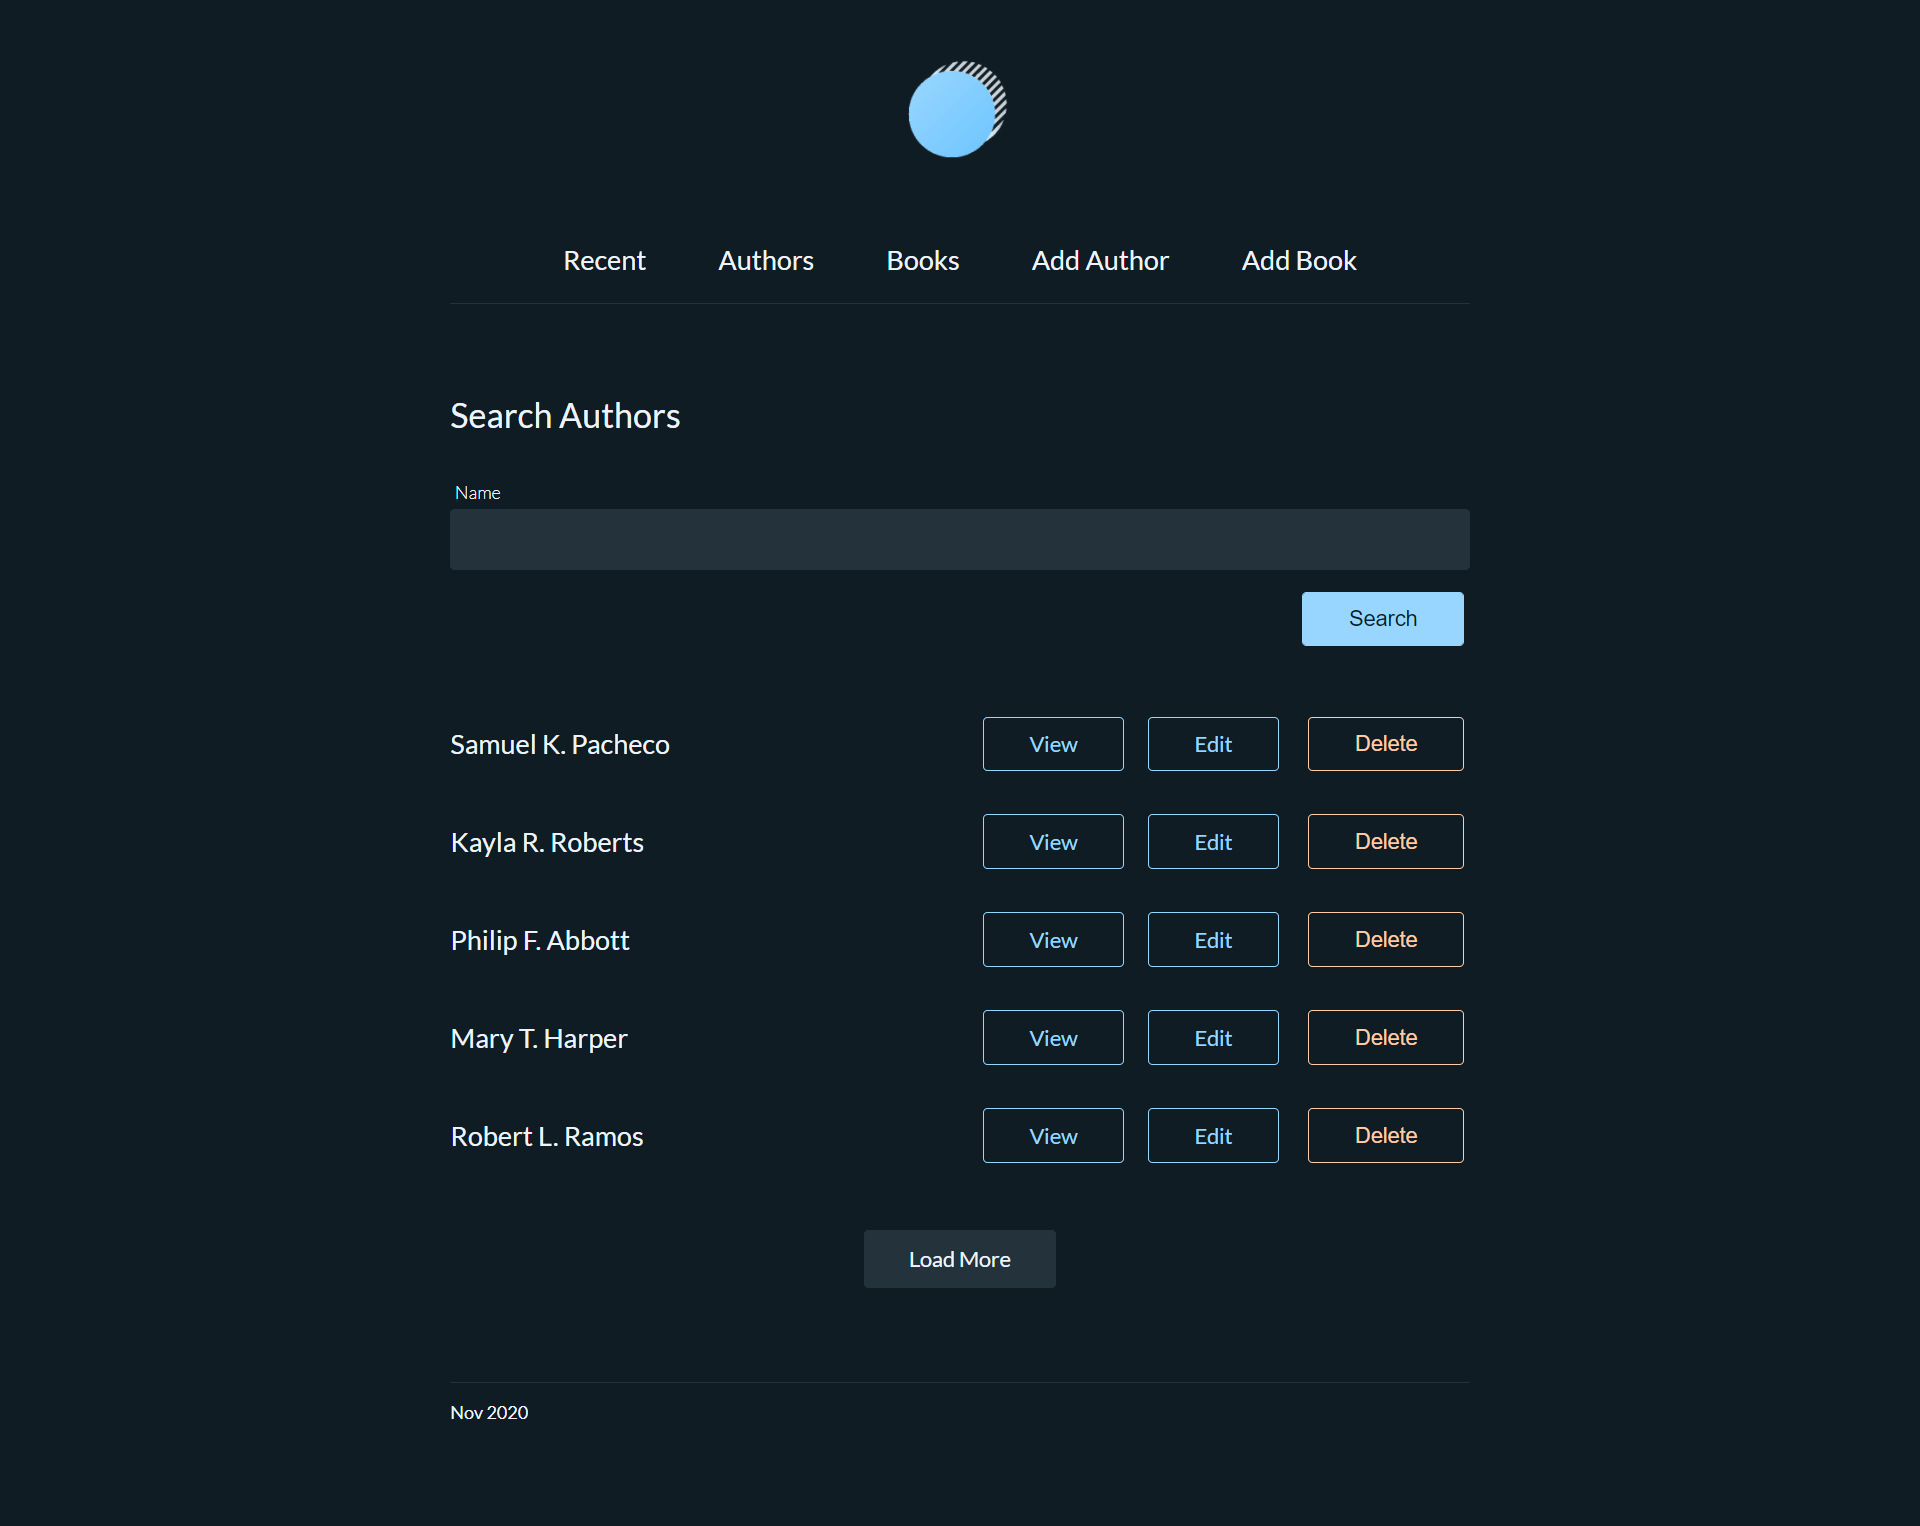 Recent Authors Books Add Author Add Book
Search Authors
Name
Search
Samuel K. Pacheco View Edit Delete
Kayla R. Roberts View Edit Delete
Philip F. Abbott View Edit Delete
Mary T. Harper View Edit Delete
Robert L. Ramos View Edit Delete
Load More
Nov 2020